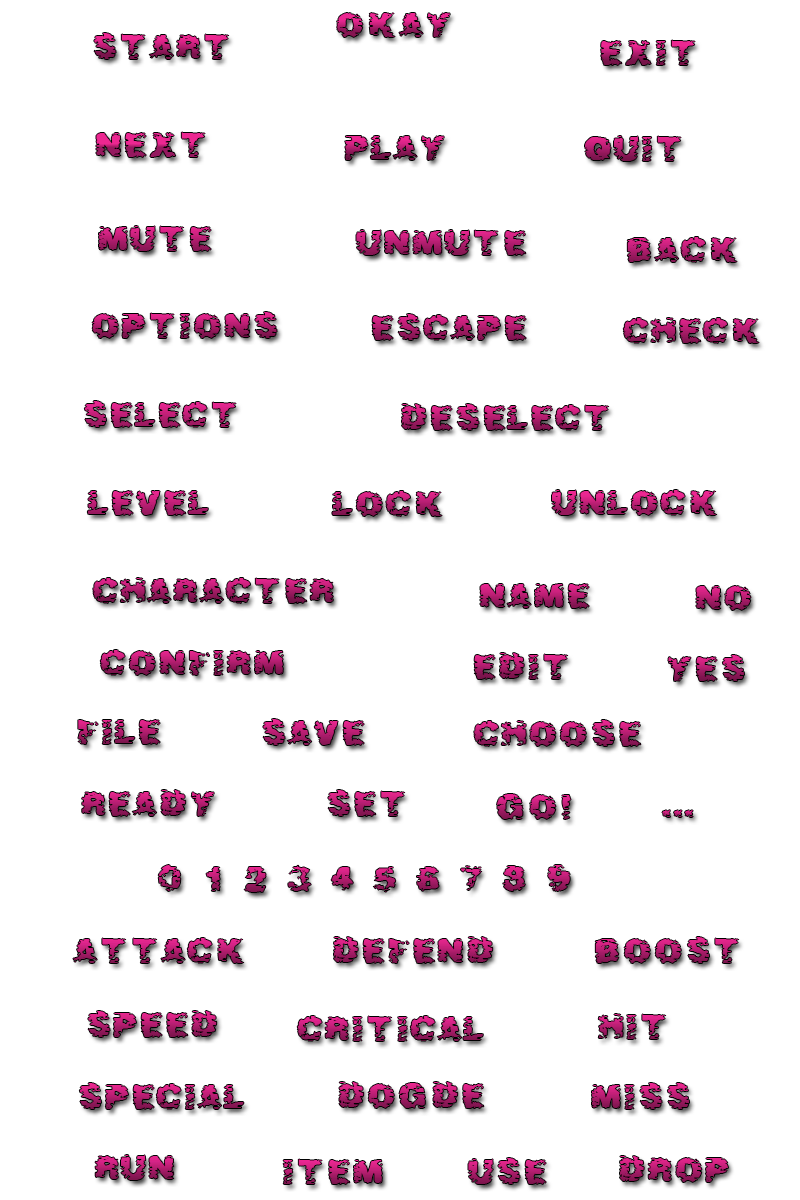 START OKAY EXIT
NEXT PLAY QUIT
MUTE UNMUTE BACK
OPTIONS ESCAPE CHECK
SELECT DESELECT
LEVEL LOCK UNLOCK
CHARACTER NAME NO
CONFIRM EDIT YES
FILE SAVE CHOOSE
READY SET GO! ...
0 1 2 3 4 5 6 7 8 9
ATTACK DEFEND BOOST
SPEED CRITICAL HIT
SPECIAL DOGDE MISS
RUN ITEM USE DROP